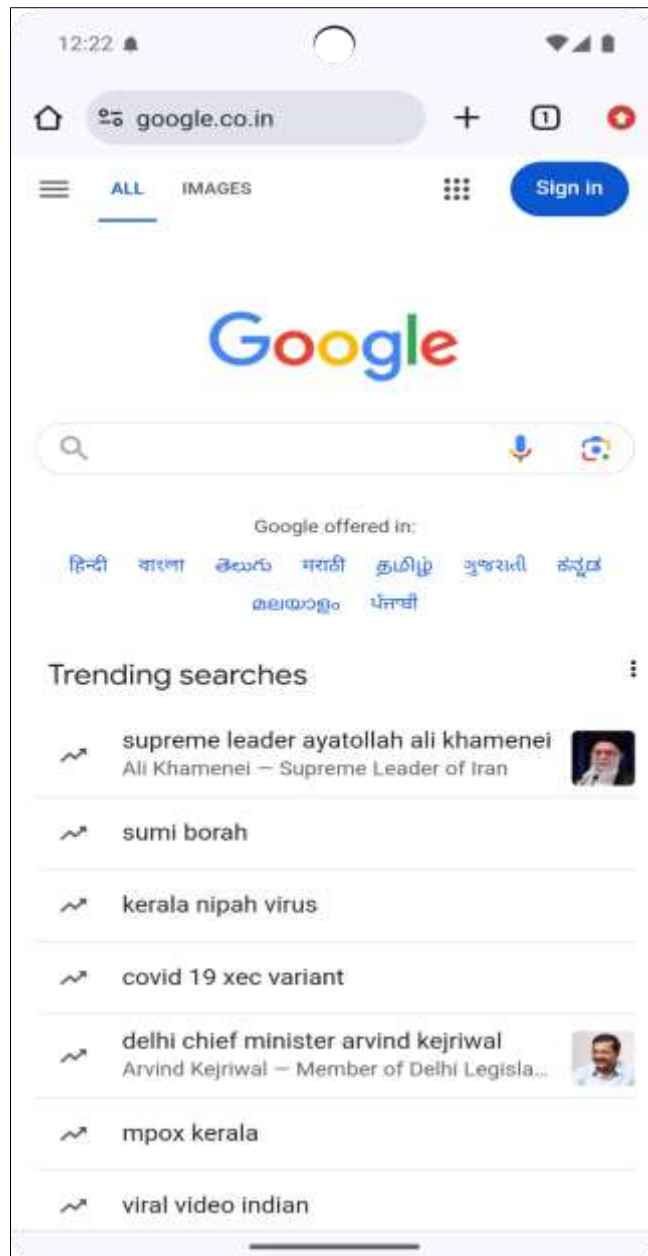 12:22
google.co.in
1
ALL IMAGES
Sign in
Google
Google offered in:
हिन्दी বাংলা తెలుగు मराठी தமிழ் ગુજરાતી ಕನ್ನಡ
മലയാളം ਪੰਜਾਬੀ
Trending searches
supreme leader ayatollah ali khamenei
Ali Khamenei — Supreme Leader of Iran
sumi borah
kerala nipah virus
covid 19 xec variant
delhi chief minister arvind kejriwal
Arvind Kejriwal — Member of Delhi Legisla...
mpox kerala
viral video indian